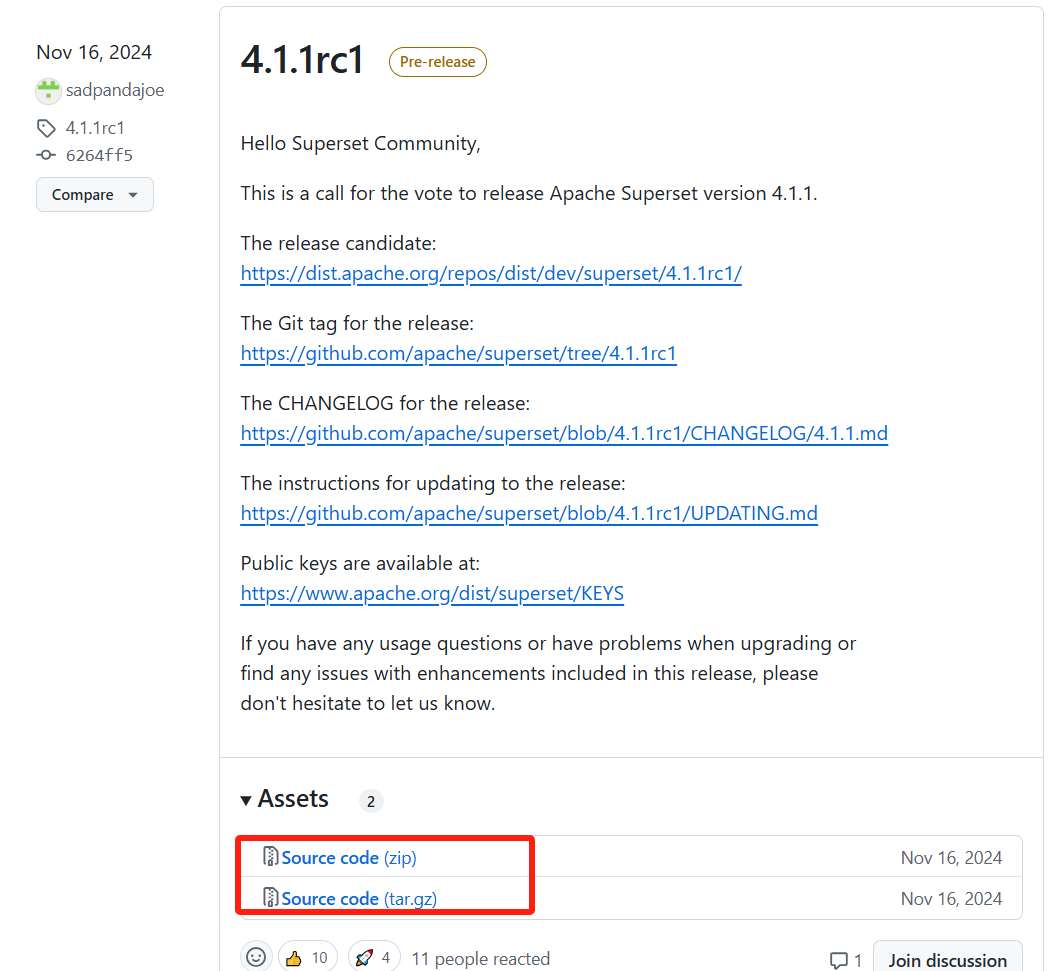 Nov 16, 2024
sadpandajoe
4.1.1rc1
6264ff5
Compare
4.1.1rc1 Pre-release
Hello Superset Community,
This is a call for the vote to release Apache Superset version 4.1.1.
The release candidate:
https://dist.apache.org/repos/dist/dev/superset/4.1.1rc1/
The Git tag for the release:
https://github.com/apache/superset/tree/4.1.1rc1
The CHANGELOG for the release:
https://github.com/apache/superset/blob/4.1.1rc1/CHANGELOG/4.1.1.md
The instructions for updating to the release:
https://github.com/apache/superset/blob/4.1.1rc1/UPDATING.md
Public keys are available at:
https://www.apache.org/dist/superset/KEYS
If you have any usage questions or have problems when upgrading or
find any issues with enhancements included in this release, please
don't hesitate to let us know.
Assets 2
Source code (zip) Nov 16, 2024
Source code (tar.gz) Nov 16, 2024
10 4 11 people reacted 1 Join discussion